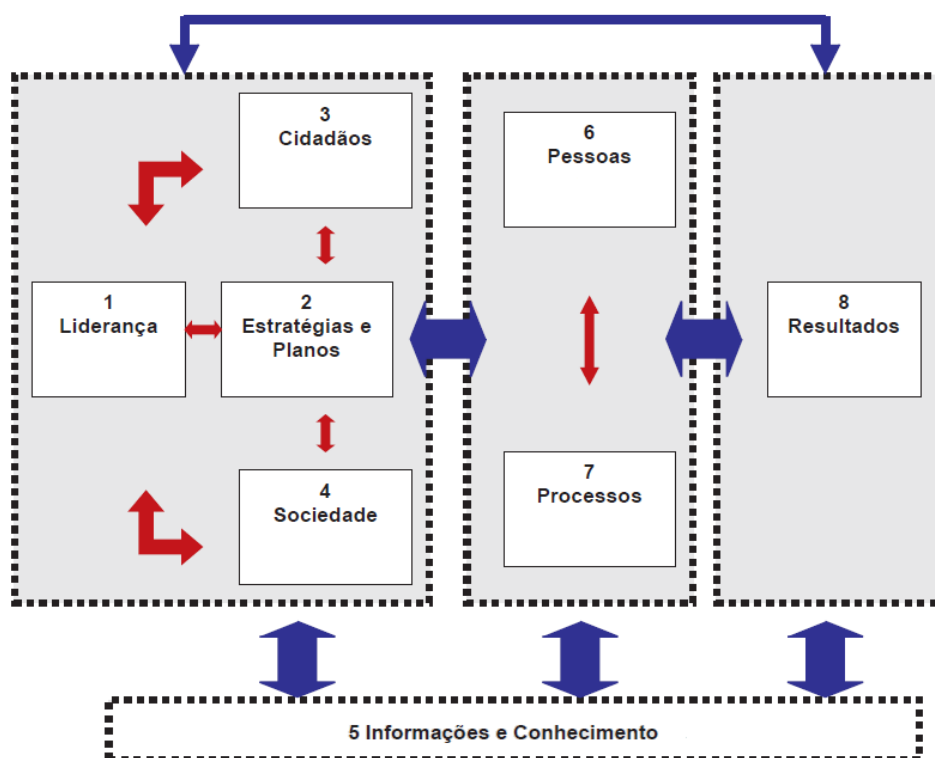 3
Cidadãos
6
Pessoas
1
Liderança
2
Estratégias e
Planos
8
Resultados
4
Sociedade
7
Processos
5 Informações e Conhecimento